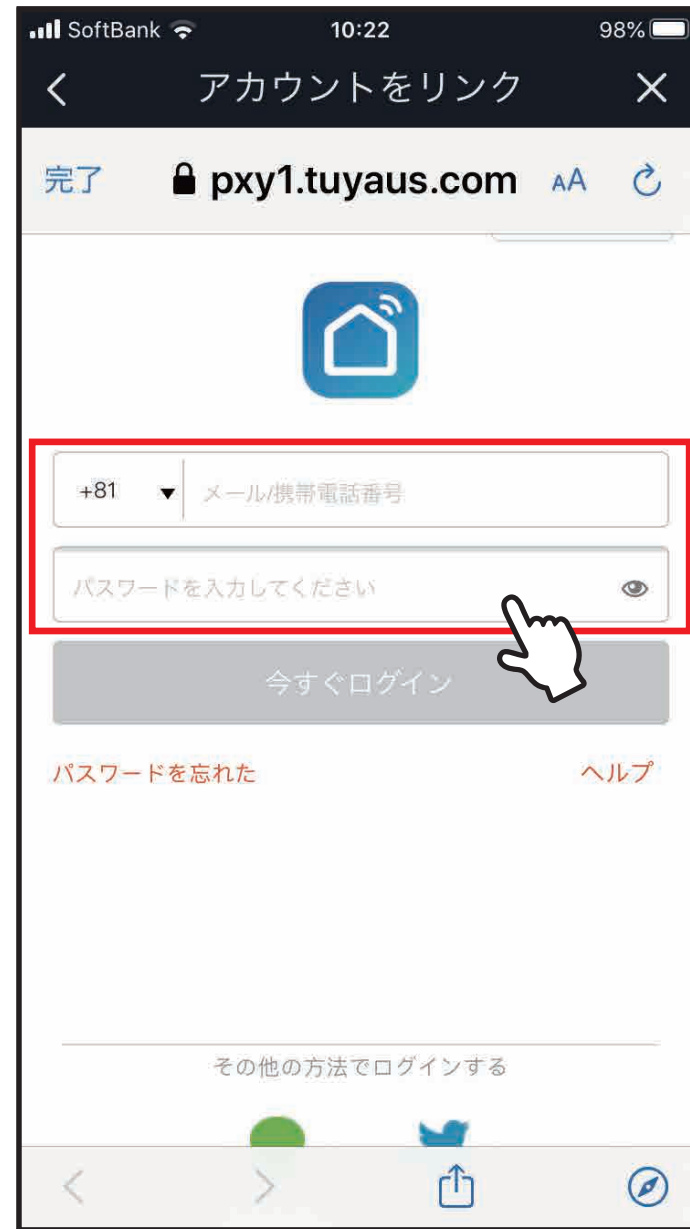 SoftBank 10:22 98%
アカウントをリンク
完了 pxy1.tuyaus.com AA
+81 ▼ メール/携帯電話番号
パスワードを入力してください
今すぐログイン
パスワードを忘れた ヘルプ
その他の方法でログインする